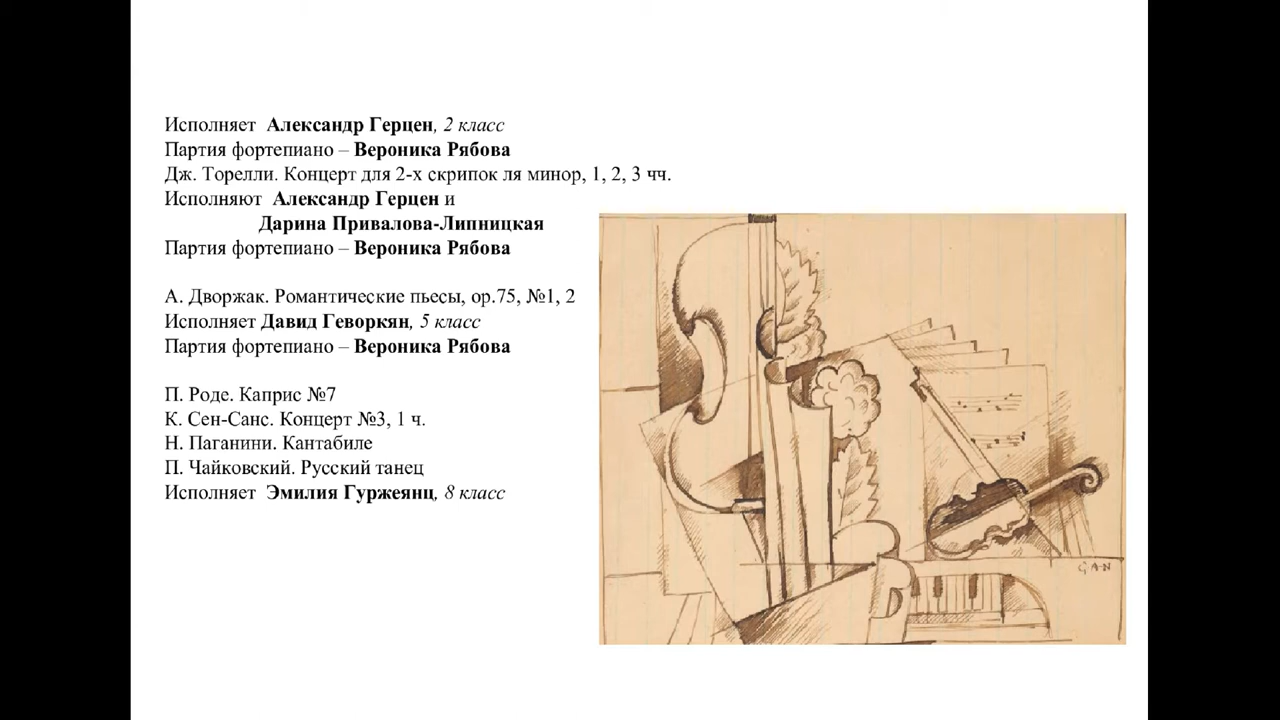 Исполняет Александр Герцен, 2 класс
Партия фортепиано – Вероника Рябова
Дж. Торелли. Концерт для 2-х скрипок ля минор, 1, 2, 3 чч.
Исполняют Александр Герцен и
Дарина Привалова-Липницкая
Партия фортепиано – Вероника Рябова
А. Дворжак. Романтические пьесы, ор.75, №1, 2
Исполняет Давид Геворкян, 5 класс
Партия фортепиано – Вероника Рябова
П. Роде. Каприс №7
К. Сен-Санс. Концерт №3, 1 ч.
Н. Паганини. Кантабиле
П. Чайковский. Русский танец
Исполняет Эмилия Гуржеянц, 8 класс
GAN